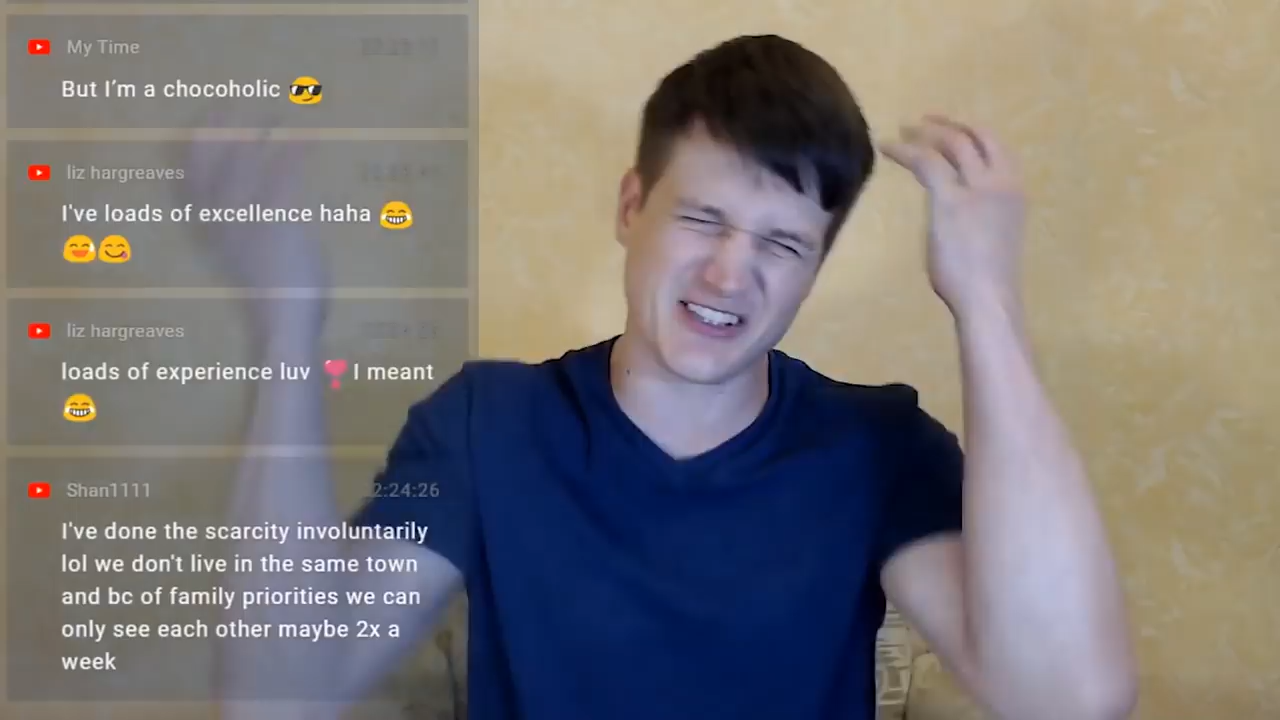 My Time
But I'm a chocoholic 😎
liz hargreaves
I've loads of excellence haha 😂
😅😋
liz hargreaves
loads of experience luv ❣️ I meant
😂
Shan1111 2:24:26
I've done the scarcity involuntarily
lol we don't live in the same town
and bc of family priorities we can
only see each other maybe 2x a
week